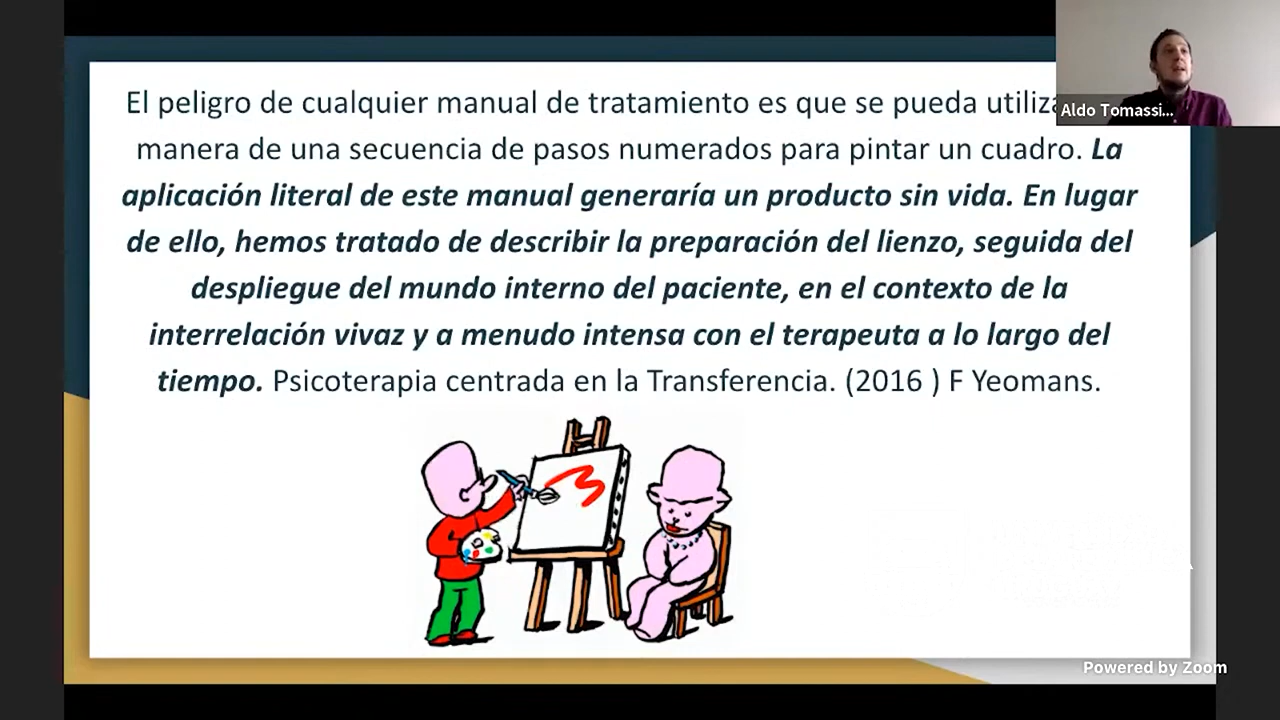 El peligro de cualquier manual de tratamiento es que se pueda utiliza
manera de una secuencia de pasos numerados para pintar un cuadro. La
aplicación literal de este manual generaría un producto sin vida. En lugar
de ello, hemos tratado de describir la preparación del lienzo, seguida del
despliegue del mundo interno del paciente, en el contexto de la
interrelación vivaz y a menudo intensa con el terapeuta a lo largo del
tiempo. Psicoterapia centrada en la Transferencia. (2016 ) F Yeomans.
Aldo Tomassi...
Powered by Zoom